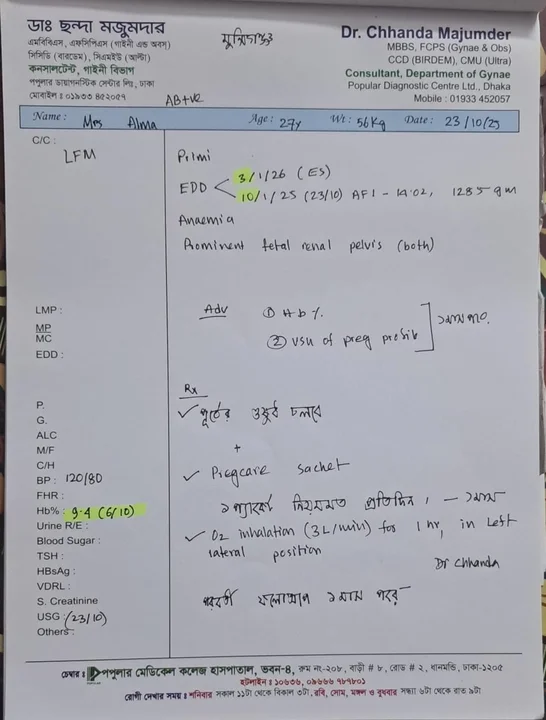 ডাঃ ছন্দা মজুমদার
এমবিবিএস, এফসিপিএস (গাইনী এন্ড অবস)
সিসিডি (বারডেম), সিএমইউ (আল্টা)
কনসালটেন্ট, গাইনী বিভাগ
পপুলার ডায়াগনস্টিক সেন্টার লিঃ, ঢাকা
মোবাইল : ০১৯৩৩ ৪৫২০৫৭
মুন্সিগঞ্জ
AB+ve
Dr. Chhanda Majumder
MBBS, FCPS (Gynae & Obs)
CCD (BIRDEM), CMU (Ultra)
Consultant, Department of Gynae
Popular Diagnostic Centre Ltd., Dhaka
Mobile : 01933 452057
Name : Mrs Alma Age : 27y Wt : 56Kg Date : 23/10/25
C/C :
LFM
Primi
EDD
3/1/26 (ES)
10/1/25 (23/10) AFI - 14.02, 1285 gm
Anaemia
Prominent fetal renal pelvis (both)
LMP :
MP
MC
EDD :
Adv ① Hb%
② USG of preg profile
১মাস পরে
P.
G.
ALC
M/F
C/H
BP : 120/80
FHR :
Hb% : 9.4 (6/10)
Urine R/E :
Blood Sugar :
TSH :
HBsAg :
VDRL :
S. Creatinine
USG : (23/10)
Others :
Rx
✓ পূর্বের ওষুধ চলবে
+
✓ Pregcare sachet
১ প্যাকেট নিয়মমত প্রতিদিন। — ১মাস
✓ O2 inhalation (3L/min) for 1 hr, in left
lateral position
Dr Chhanda
পরবর্তী ফলোআপ ১মাস পরে
চেম্বার : পপুলার মেডিকেল কলেজ হাসপাতাল, ভবন-৪, রুম নং-২০৮, বাড়ী # ৮, রোড # ২, ধানমন্ডি, ঢাকা-১২০৫
হটলাইন : ১০৬৩৬, ০৯৬৬৬ ৭৮৭৮০১
রোগী দেখার সময় : শনিবার সকাল ১১টা থেকে বিকাল ৩টা, রবি, সোম, মঙ্গল ও বুধবার সন্ধ্যা ৬টা থেকে রাত ৯টা